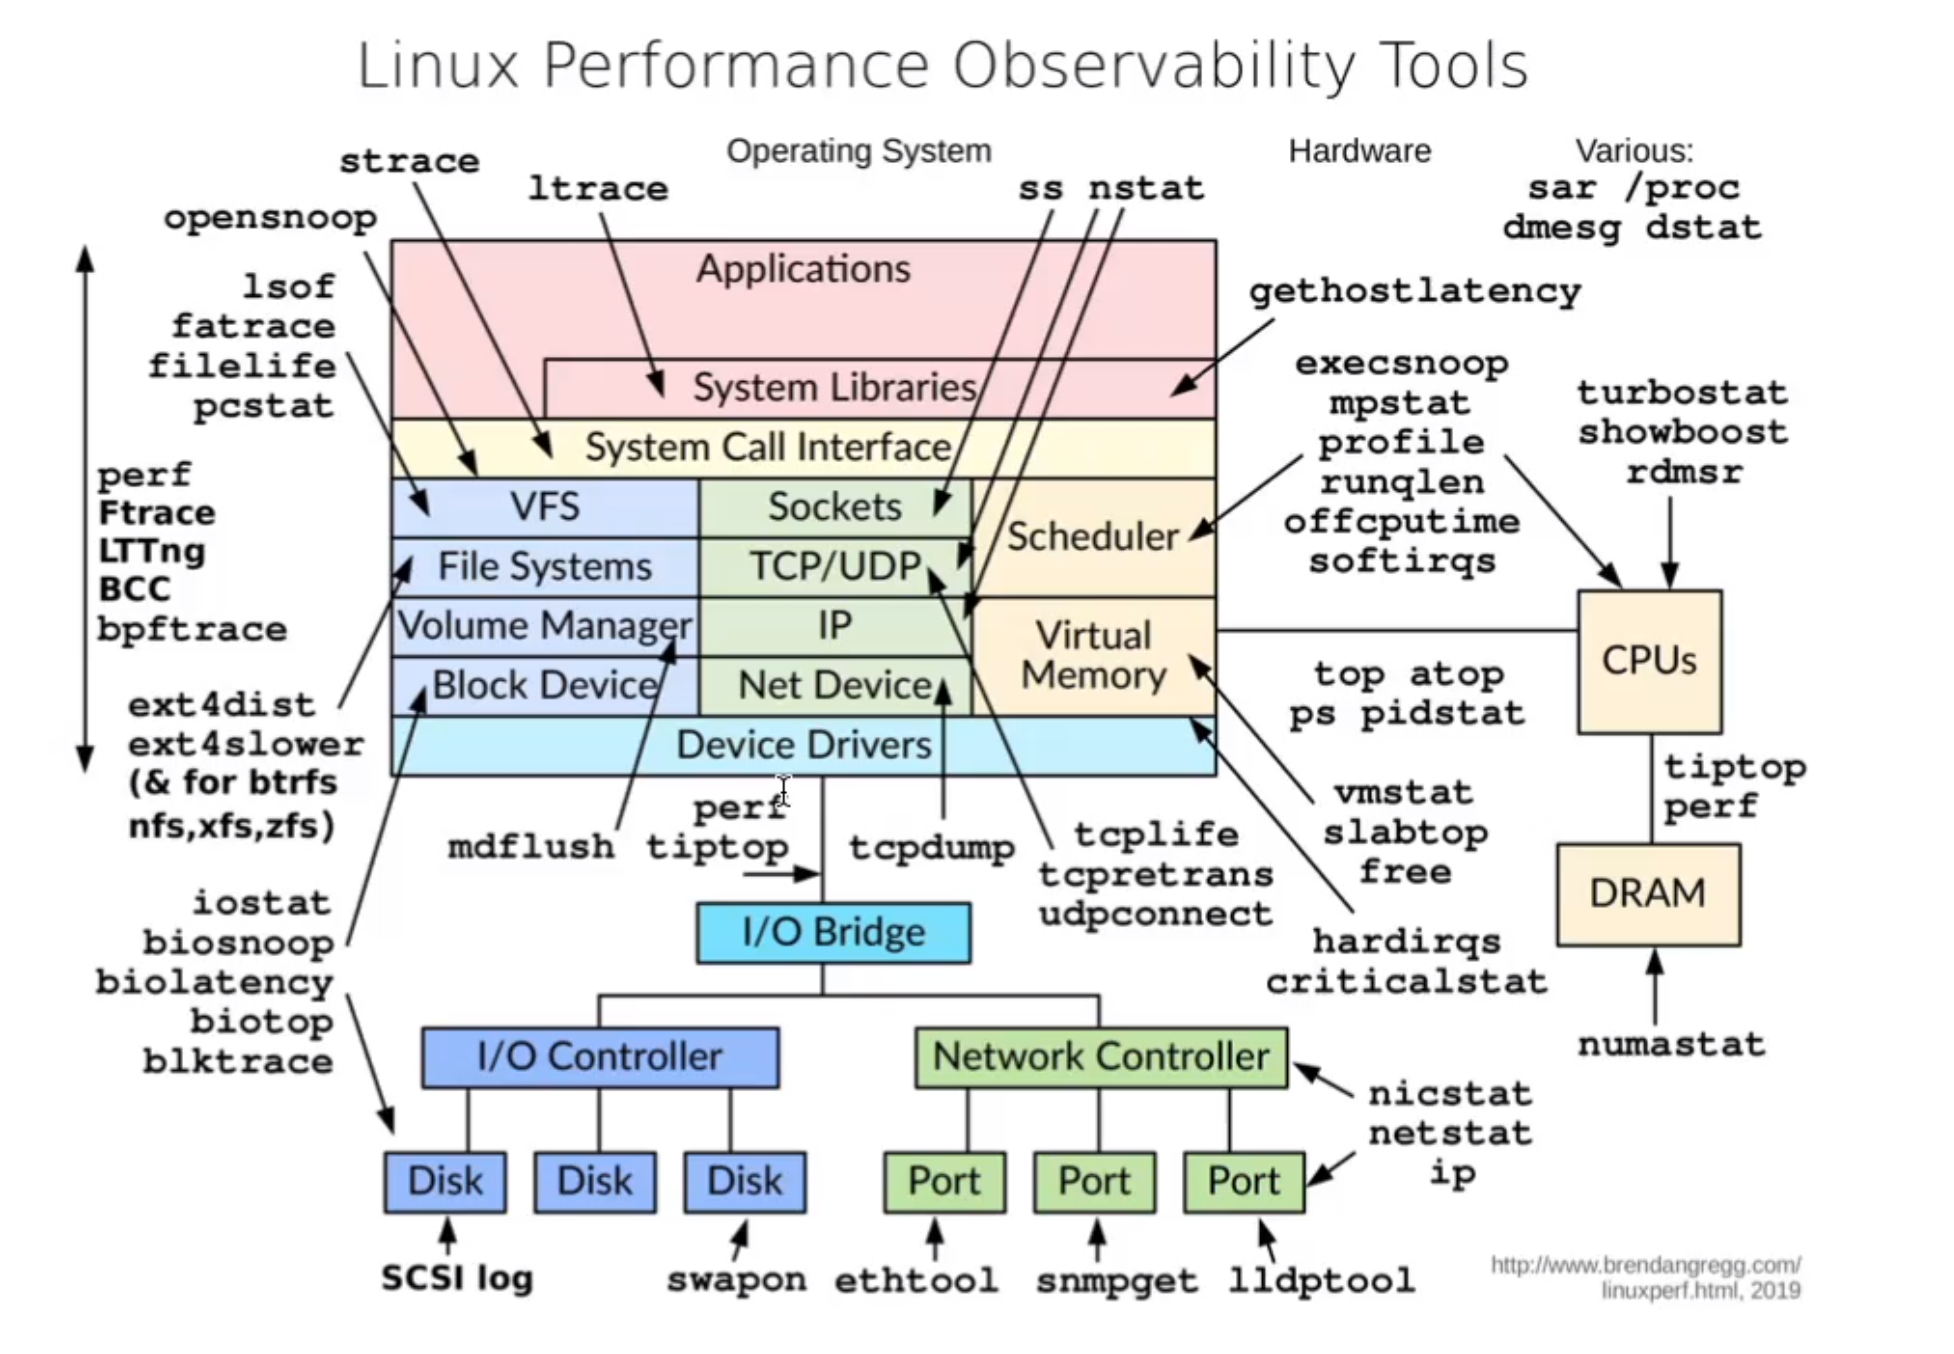 Linux Performance Observability Tools
Operating System
Hardware
Various:
sar /proc
dmesg dstat
strace
ltrace
ss nstat
opensnoop
lsof
fatrace
filelife
pcstat
gethostlatency
perf
Ftrace
LTTng
BCC
bpftrace
Applications
System Libraries
System Call Interface
VFS
Sockets
Scheduler
File Systems
TCP/UDP
Volume Manager
IP
Virtual
Memory
Block Device
Net Device
Device Drivers
execsnoop
mpstat
profile
runqlen
offcputime
softirqs
turbostat
showboost
rdmsr
CPUs
top atop
ps pidstat
tiptop
perf
DRAM
numastat
ext4dist
ext4slower
(& for btrfs
nfs,xfs,zfs)
mdflush
perf
tiptop
tcpdump
tcplife
tcpretrans
udpconnect
vmstat
slabtop
free
hardirqs
criticalstat
iostat
biosnoop
biolatency
biotop
blktrace
I/O Bridge
I/O Controller
Network Controller
nicstat
netstat
ip
Disk
Disk
Disk
Port
Port
Port
SCSI log
swapon
ethtool
snmpget
lldptool
http://www.brendangregg.com/
linuxperf.html, 2019